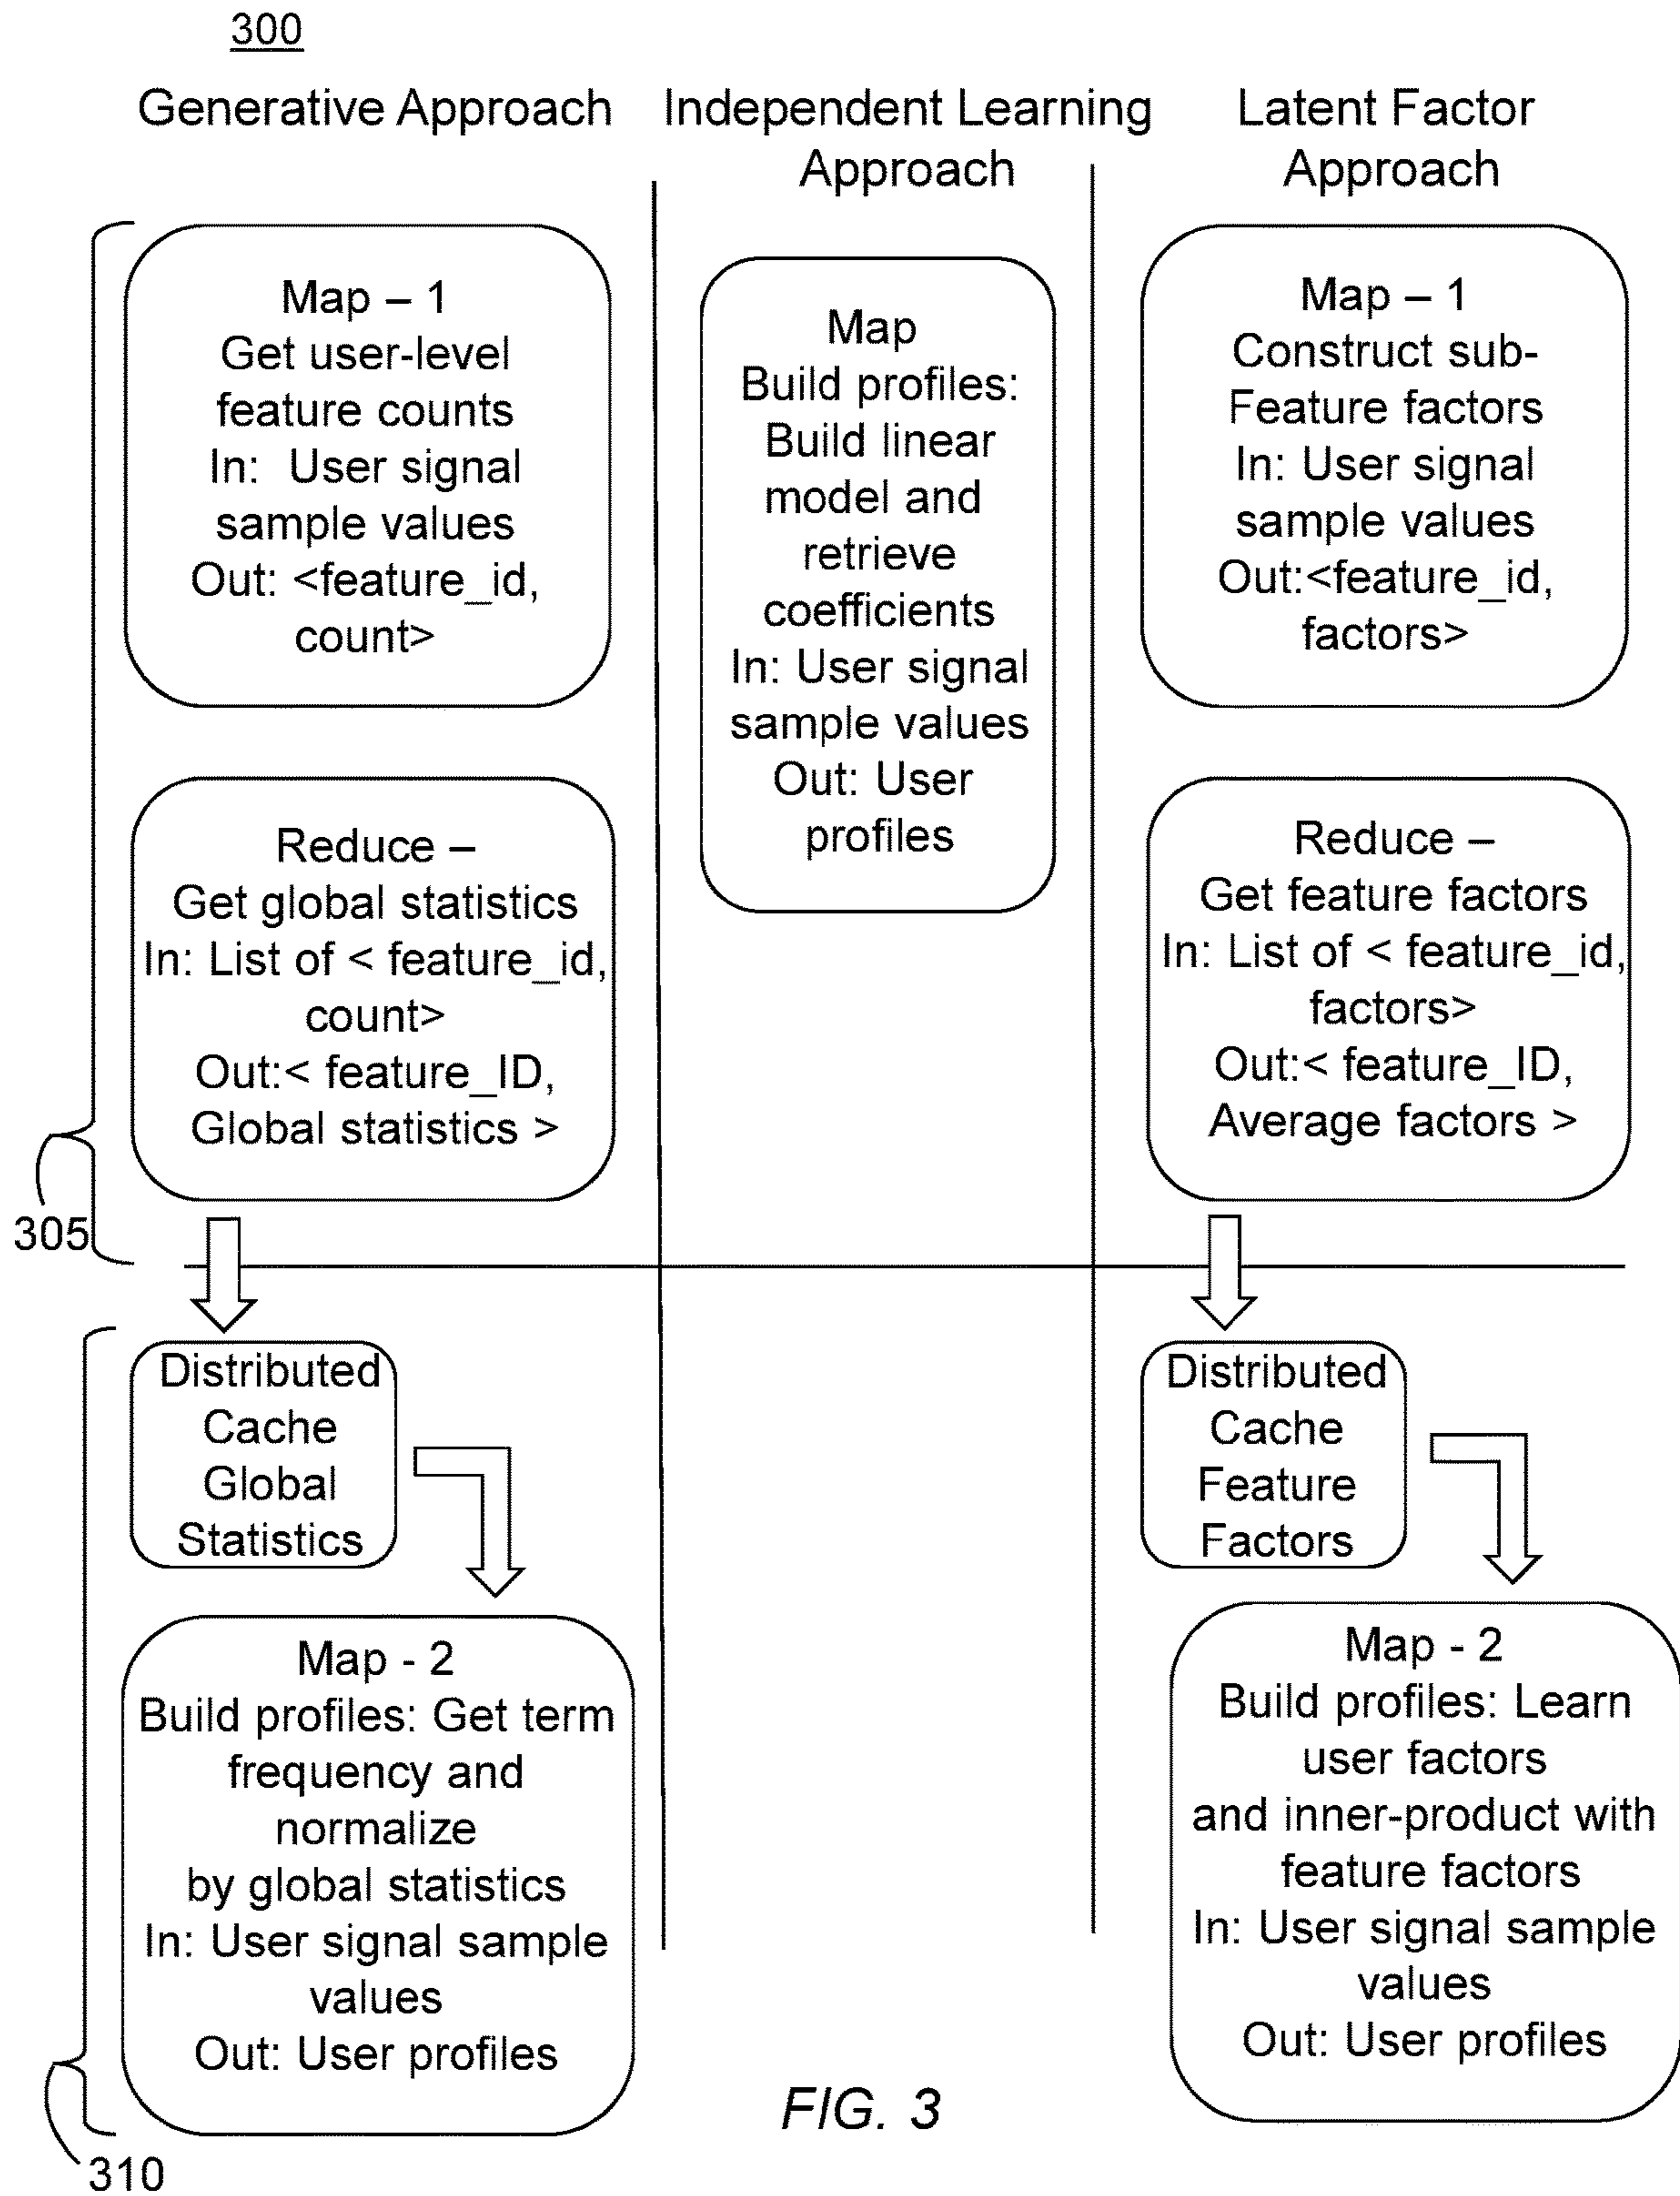 300
Generative Approach
Independent Learning
Approach
Latent Factor
Approach
Map – 1
Get user-level
feature counts
In: User signal
sample values
Out: <feature_id,
count>
Reduce –
Get global statistics
In: List of < feature_id,
count>
Out:< feature_ID,
Global statistics >
305
Distributed
Cache
Global
Statistics
Map - 2
Build profiles: Get term
frequency and
normalize
by global statistics
In: User signal sample
values
Out: User profiles
310
Map
Build profiles:
Build linear
model and
retrieve
coefficients
In: User signal
sample values
Out: User
profiles
Map – 1
Construct sub-
Feature factors
In: User signal
sample values
Out:<feature_id,
factors>
Reduce –
Get feature factors
In: List of < feature_id,
factors>
Out:< feature_ID,
Average factors >
Distributed
Cache
Feature
Factors
Map - 2
Build profiles: Learn
user factors
and inner-product with
feature factors
In: User signal sample
values
Out: User profiles
FIG. 3